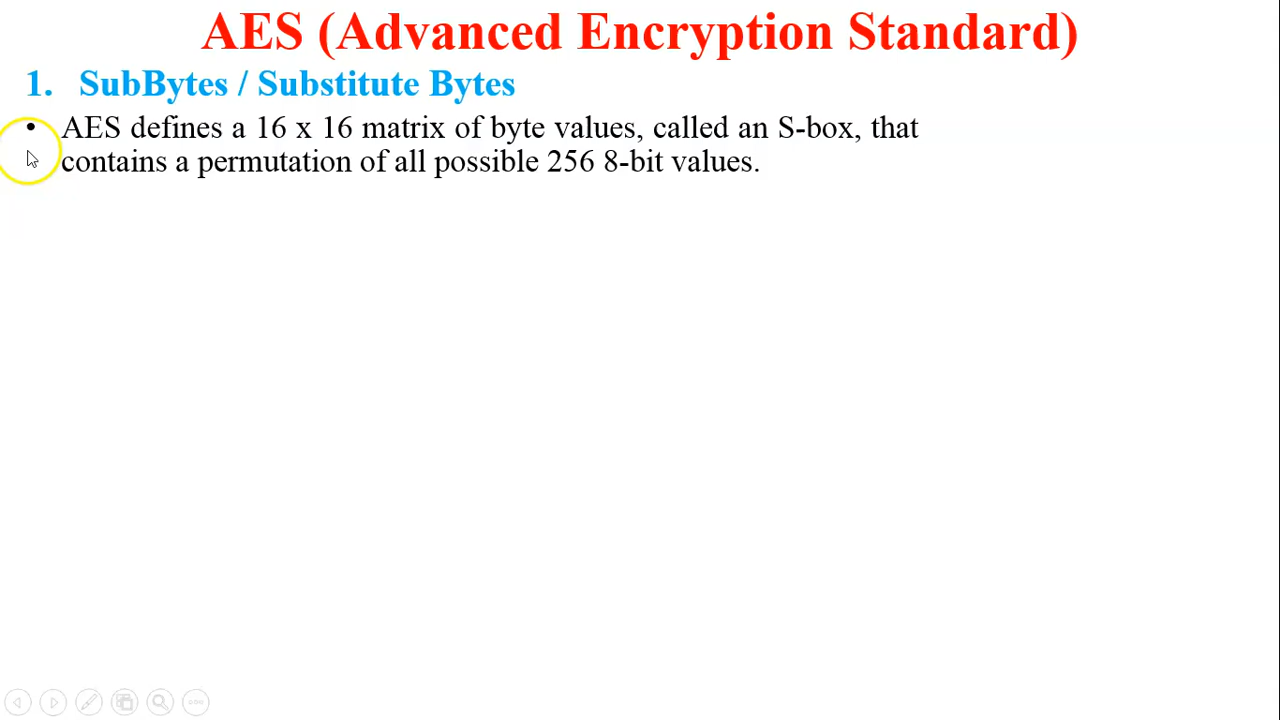 AES (Advanced Encryption Standard)
1. SubBytes / Substitute Bytes
• AES defines a 16 x 16 matrix of byte values, called an S-box, that
contains a permutation of all possible 256 8-bit values.